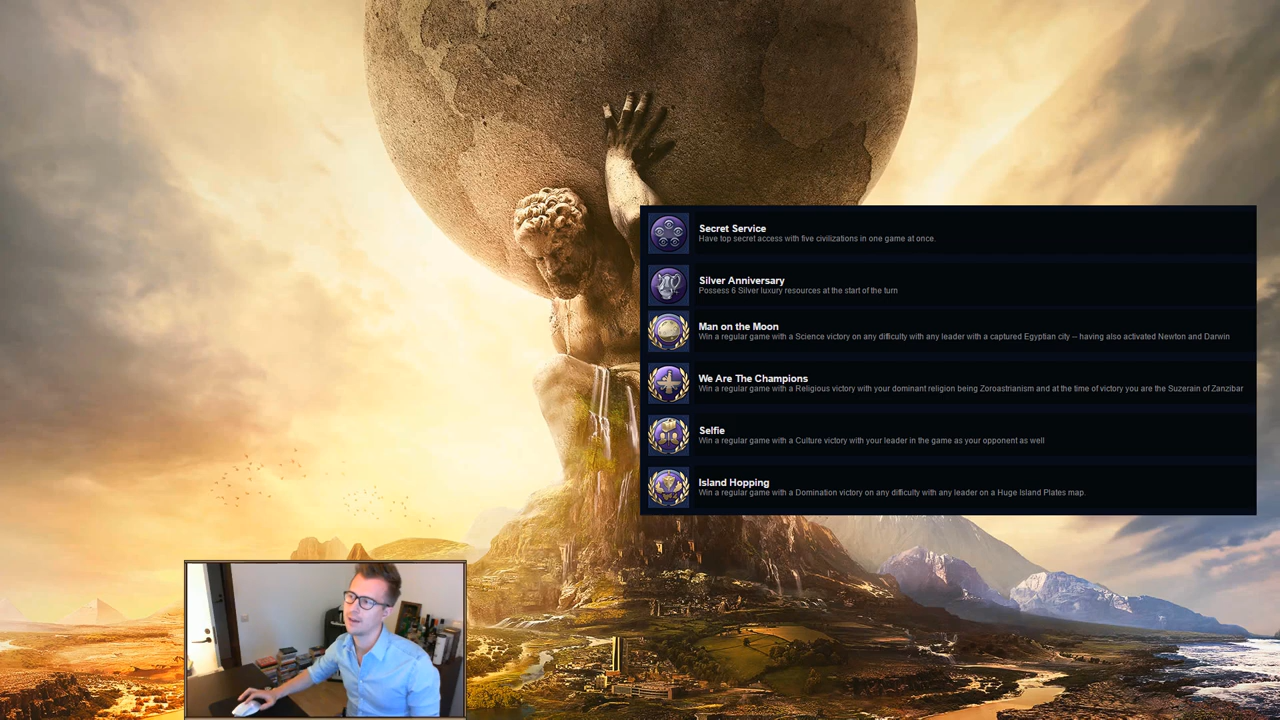 Secret Service
Have top secret access with five civilizations in one game at once.
Silver Anniversary
Possess 6 Silver luxury resources at the start of the turn
Man on the Moon
Win a regular game with a Science victory on any difficulty with any leader with a captured Egyptian city -- having also activated Newton and Darwin
We Are The Champions
Win a regular game with a Religious victory with your dominant religion being Zoroastrianism and at the time of victory you are the Suzerain of Zanzibar
Selfie
Win a regular game with a Culture victory with your leader in the game as your opponent as well
Island Hopping
Win a regular game with a Domination victory on any difficulty with any leader on a Huge Island Plates map.